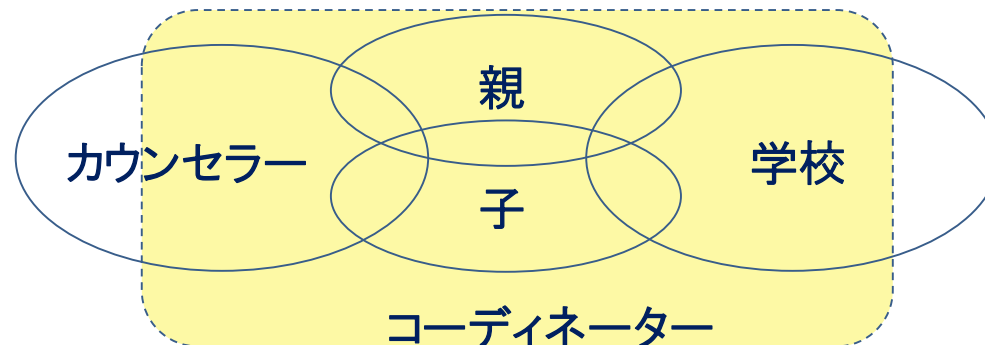 親
カウンセラー
学校
子
コーディネーター